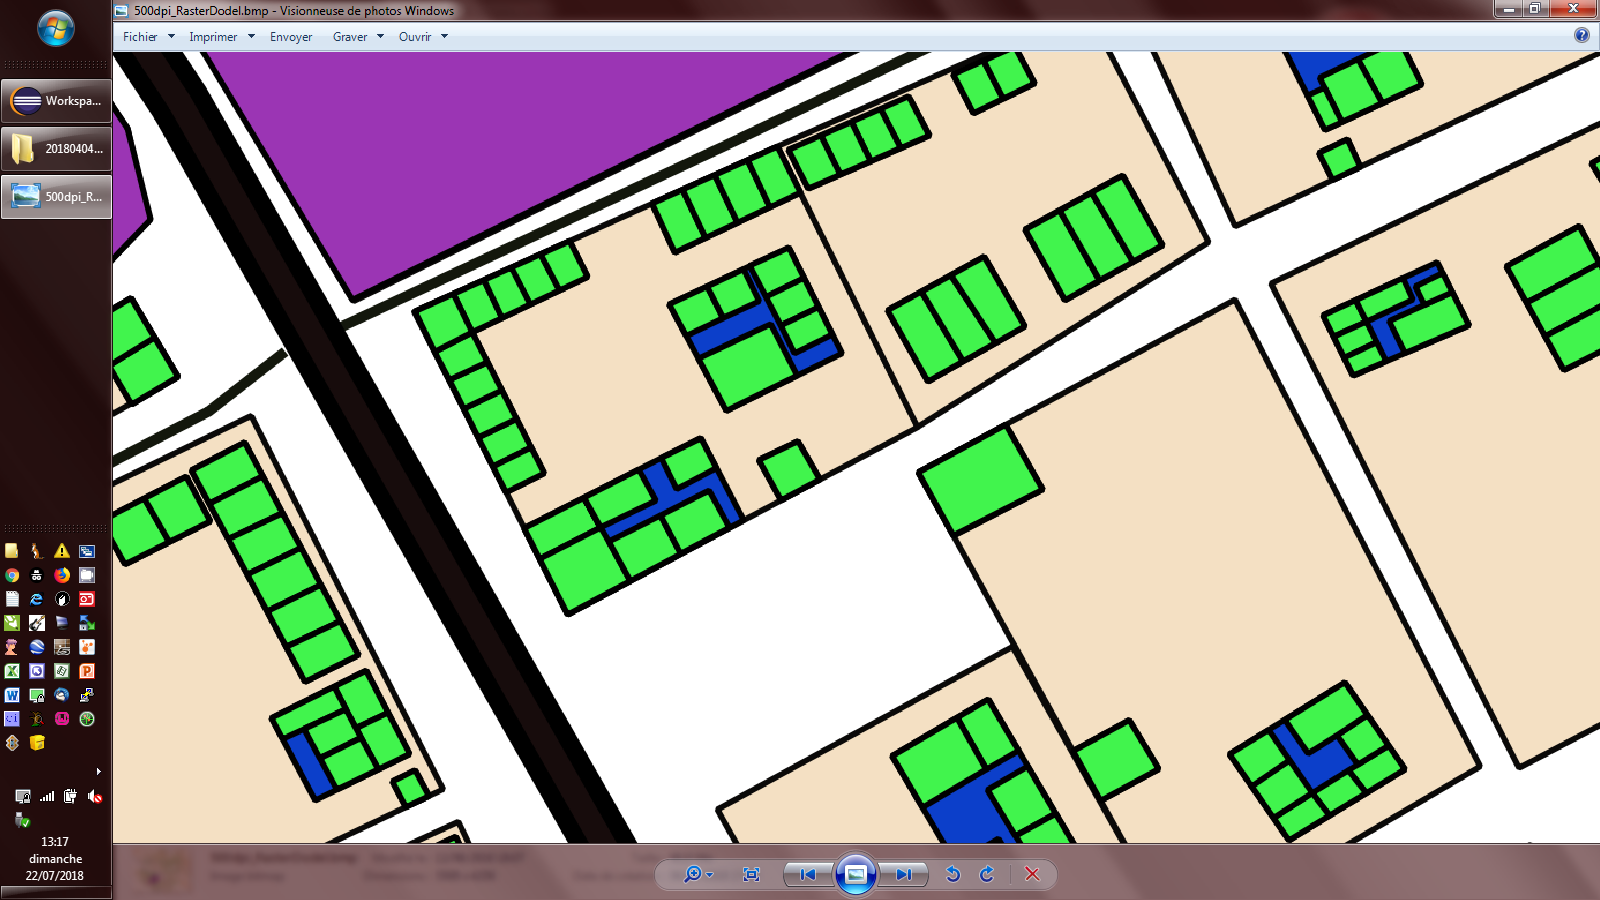 500dpi_RasterDodel.bmp - Visionneuse de photos Windows
Fichier Imprimer Envoyer Graver Ouvrir
Workspa...
20180404...
500dpi_R...
13:17
dimanche
22/07/2018